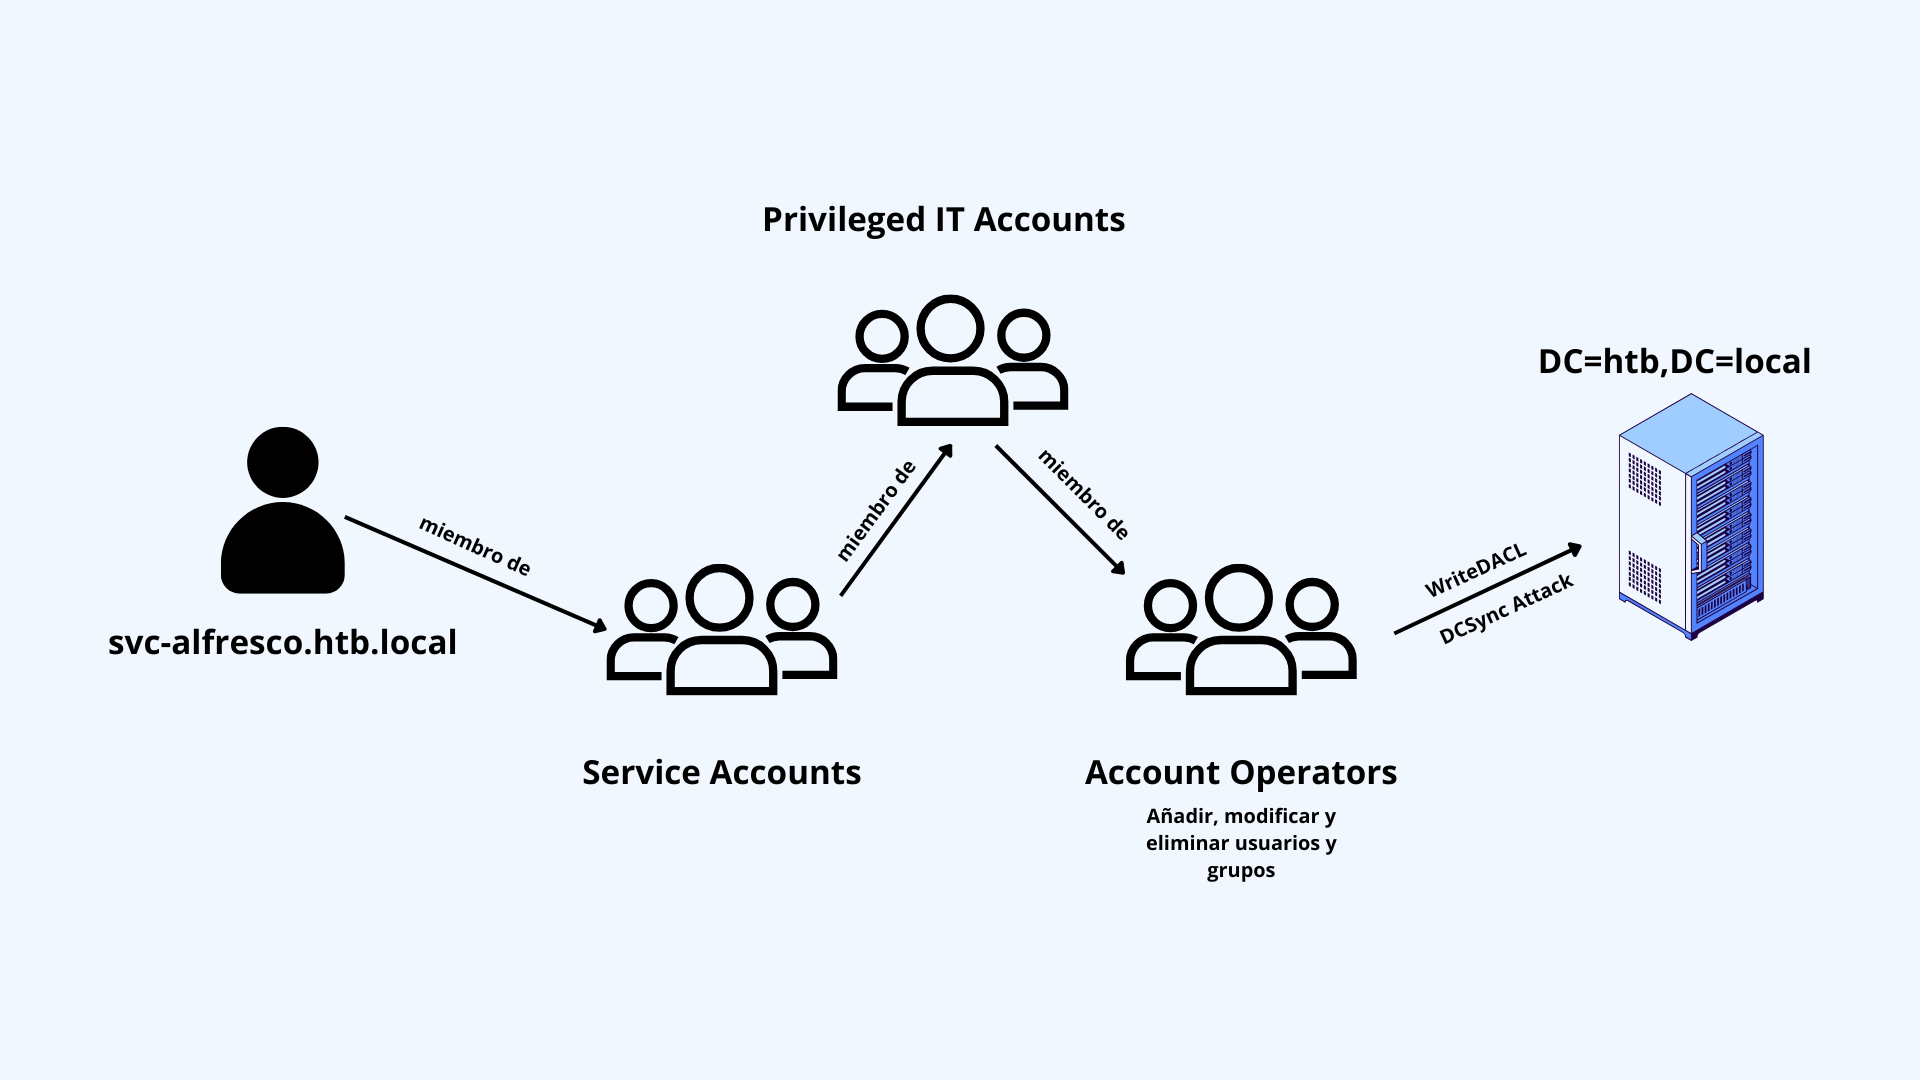 Privileged IT Accounts
DC=htb,DC=local
svc-alfresco.htb.local
miembro de
miembro de
miembro de
WriteDACL
DCSync Attack
Service Accounts
Account Operators
Añadir, modificar y
eliminar usuarios y
grupos